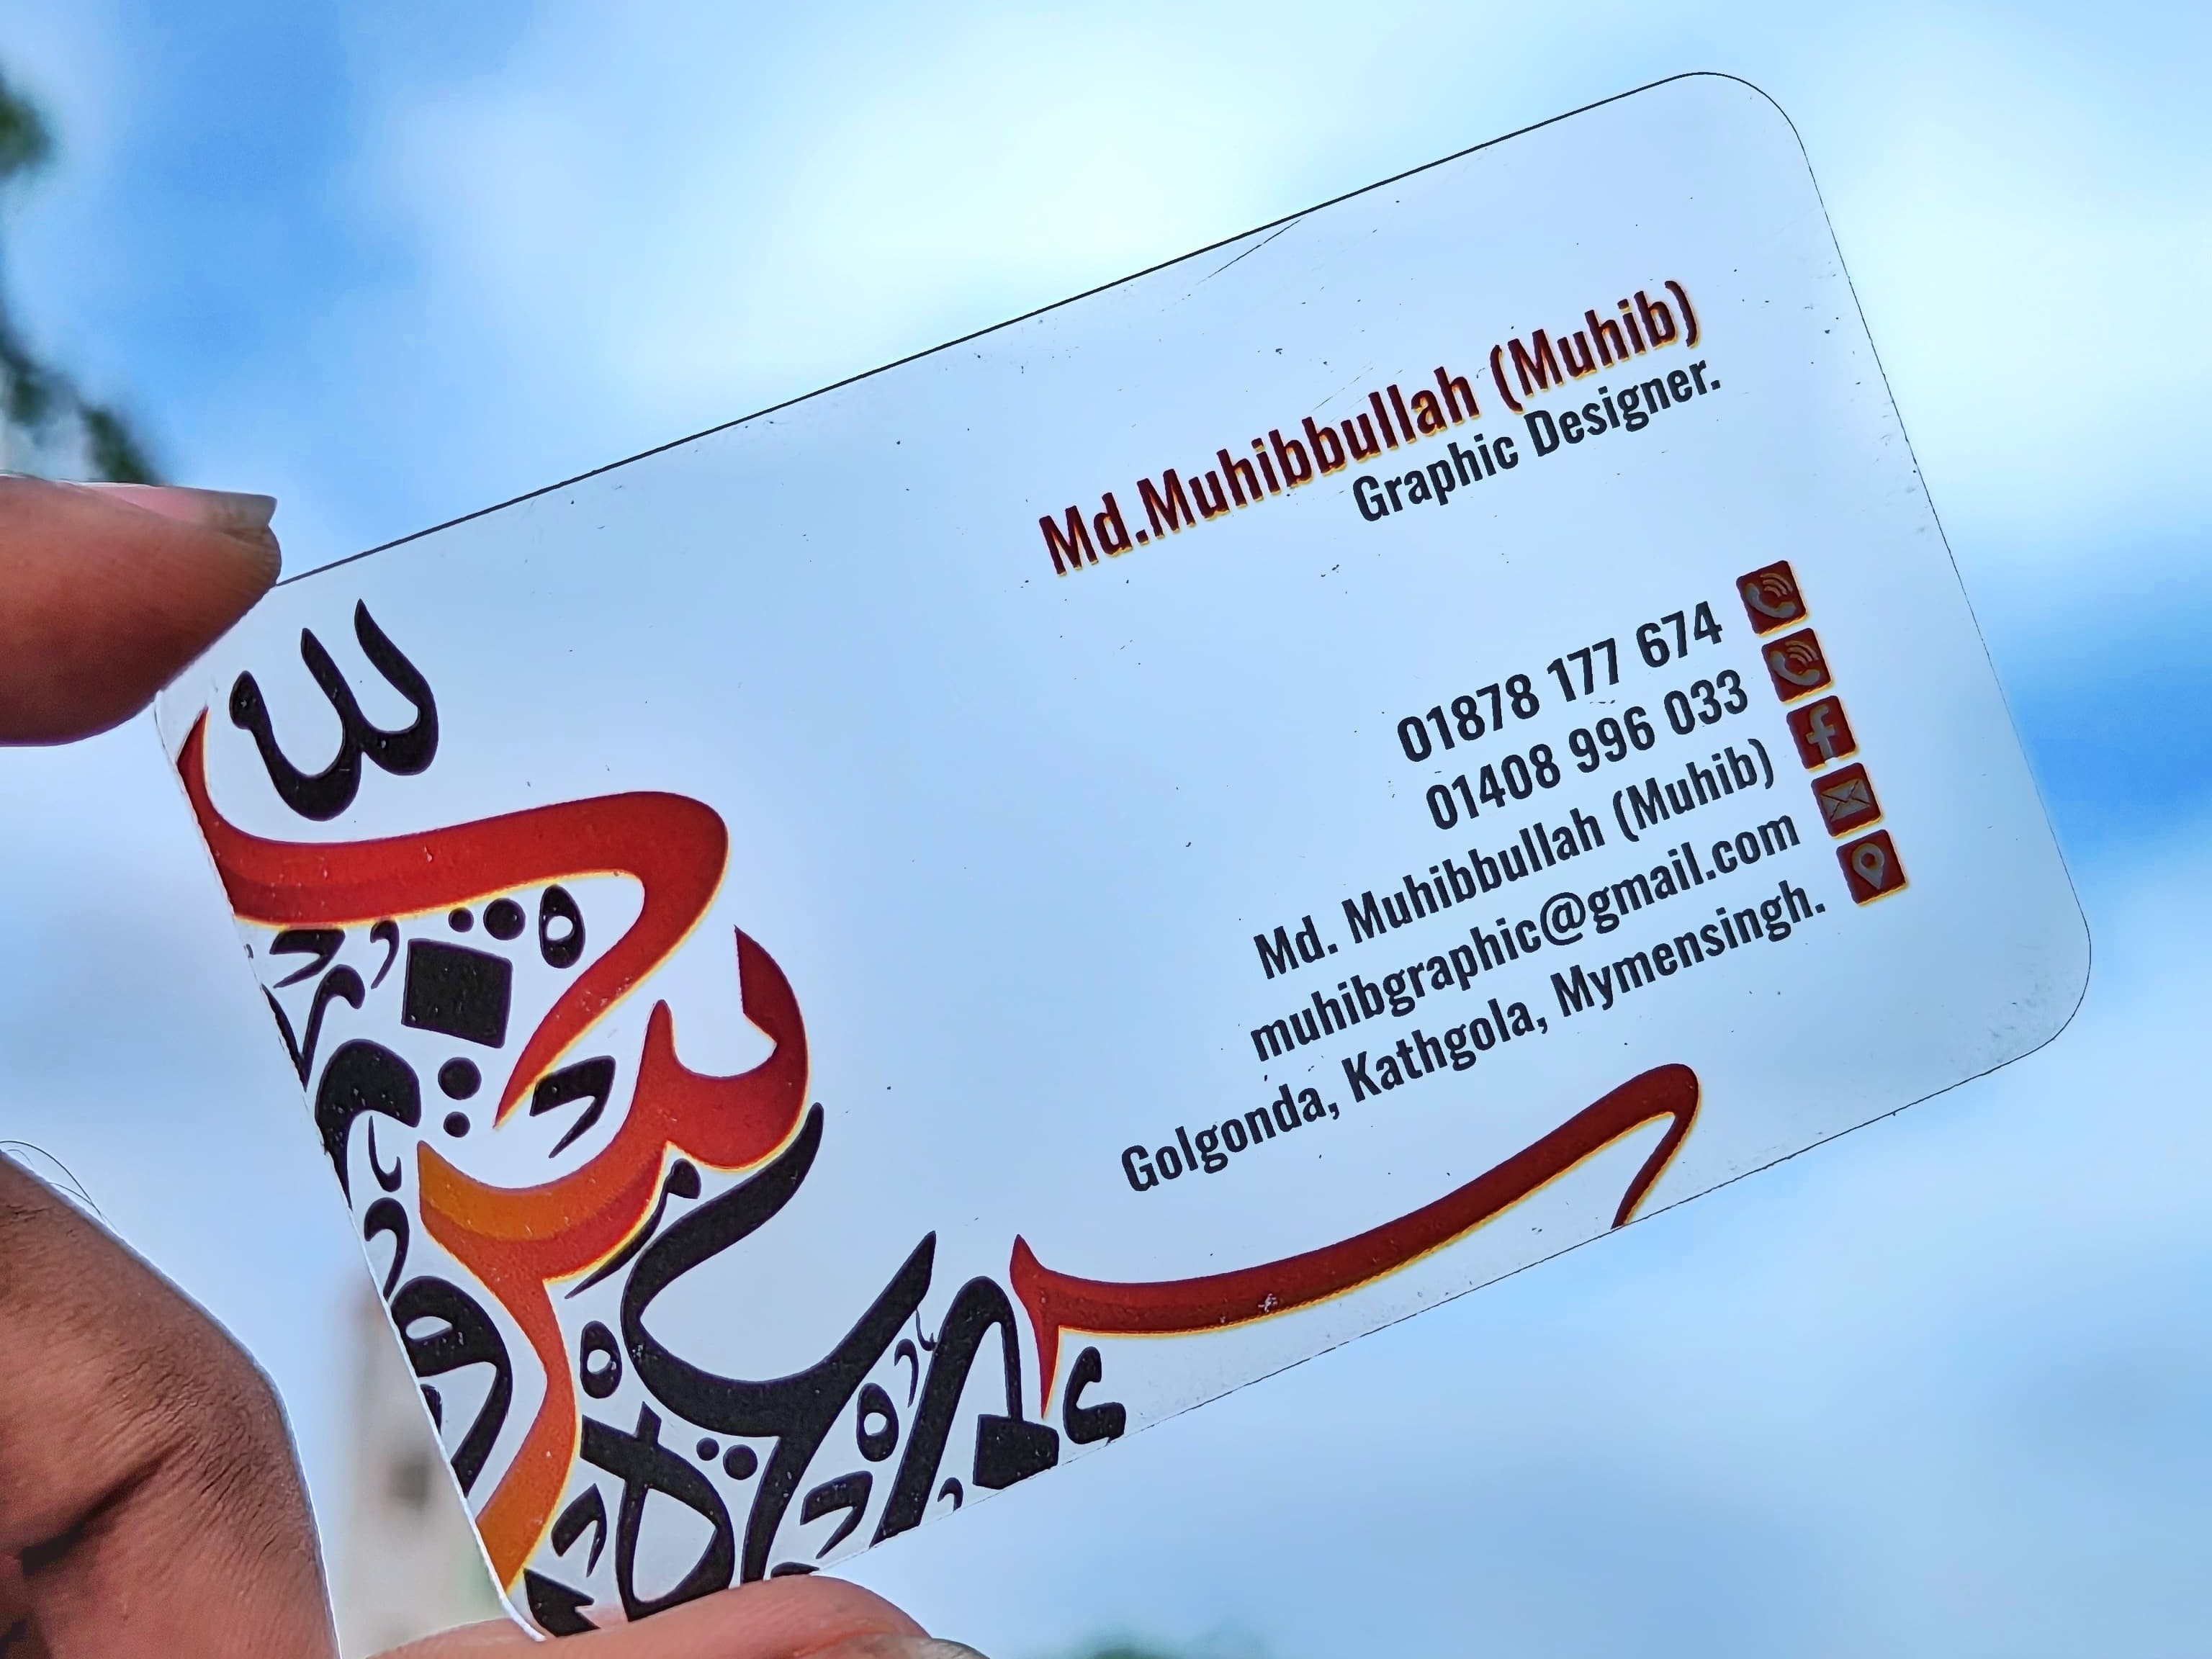 Md.Muhibbullah (Muhib)
Graphic Designer.
01878 177 674
01408 996 033
Md. Muhibbullah (Muhib)
muhibgraphic@gmail.com
Golgonda, Kathgola, Mymensingh.